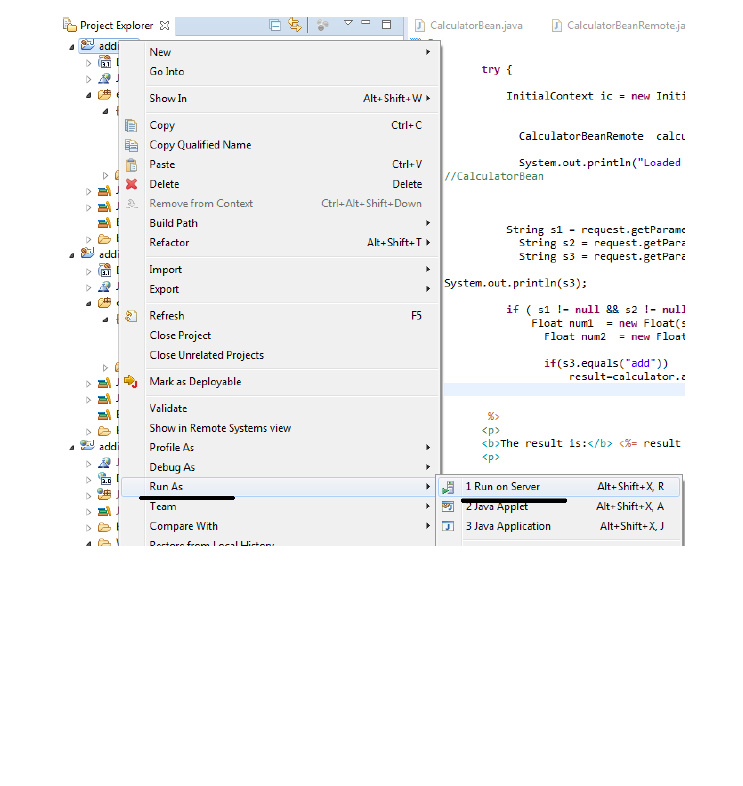 Project Explorer
CalculatorBean.java
CalculatorBeanRemote.ja
addi
New
Go Into
Show In Alt+Shift+W
Copy Ctrl+C
Copy Qualified Name
Paste Ctrl+V
Delete Delete
Remove from Context Ctrl+Alt+Shift+Down
Build Path
Refactor Alt+Shift+T
addi
Import
Export
Refresh F5
Close Project
Close Unrelated Projects
Mark as Deployable
Validate
Show in Remote Systems view
addi
Profile As
Debug As
Run As
Team
Compare With
Restore from Local History
1 Run on Server Alt+Shift+X, R
2 Java Applet Alt+Shift+X, A
3 Java Application Alt+Shift+X, J
try {
InitialContext ic = new Initi
CalculatorBeanRemote calcu
System.out.println("Loaded
//CalculatorBean
String s1 = request.getParame
String s2 = request.getPara
String s3 = request.getPara
System.out.println(s3);
if ( s1 != null && s2 != null
Float num1 = new Float(s
Float num2 = new Float
if(s3.equals("add"))
result=calculator.a
%>
<p>
<b>The result is:</b> <%= result
<p>